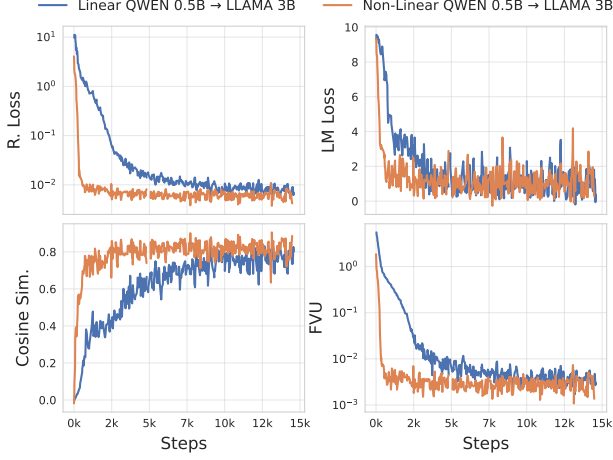 Linear QWEN 0.5B → LLAMA 3B
Non-Linear QWEN 0.5B → LLAMA 3B
R. Loss
10¹
10⁰
10⁻¹
10⁻²
LM Loss
10
8
6
4
2
0
Cosine Sim.
0.8
0.6
0.4
0.2
0.0
0k 2k 5k 7k 10k 12k 15k
Steps
FVU
10⁰
10⁻¹
10⁻²
10⁻³
0k 2k 5k 7k 10k 12k 15k
Steps